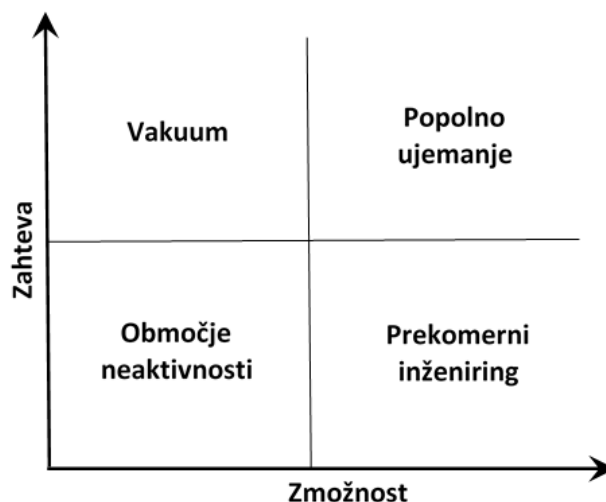 Vakuum
Popolno
ujemanje
Zahteva
Območje
neaktivnosti
Prekomerni
inženiring
Zmožnost